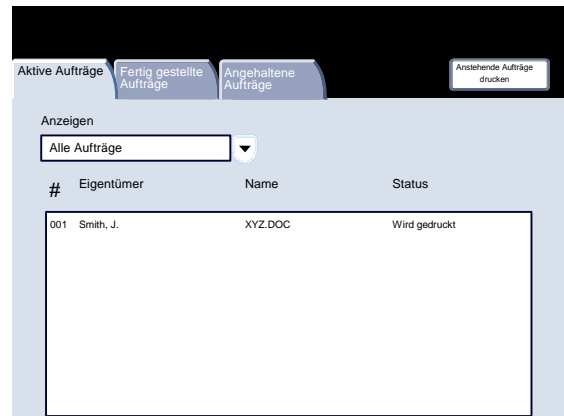 Aktive Aufträge
Fertig gestellte
Aufträge
Angehaltene
Aufträge
Anstehende Aufträge
drucken
Anzeigen
Alle Aufträge
# Eigentümer Name Status
001 Smith, J. XYZ.DOC Wird gedruckt